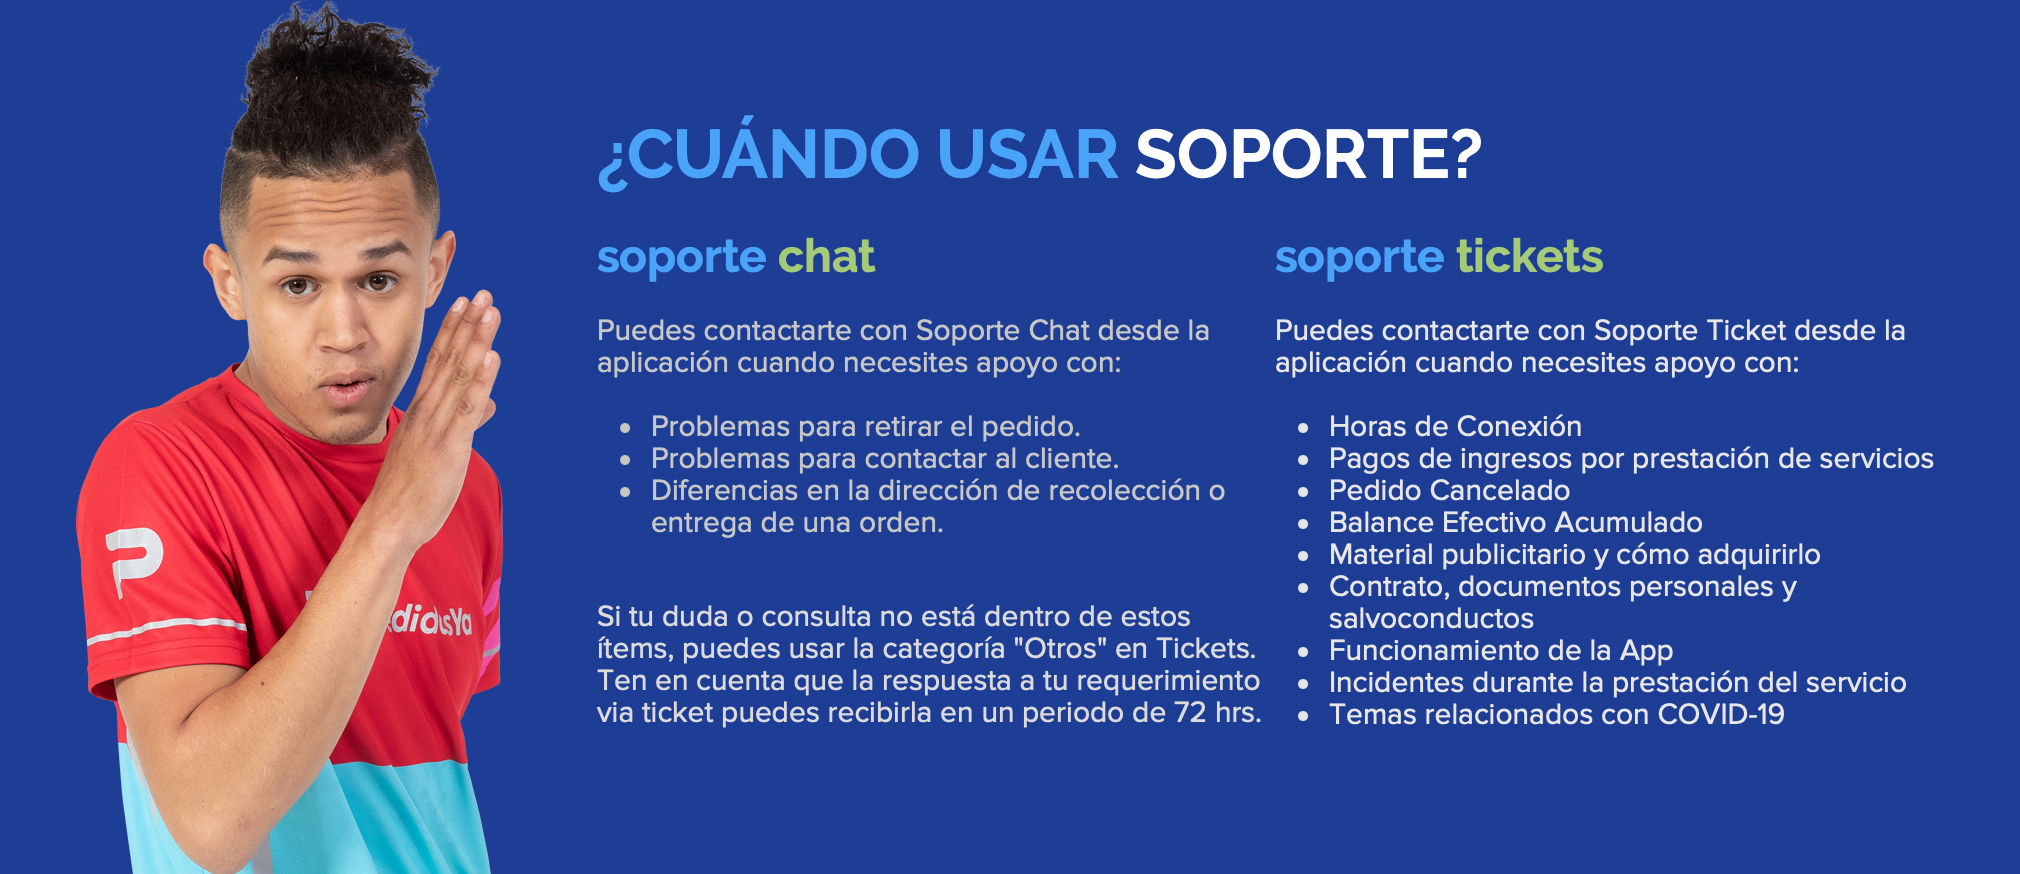 ¿CUÁNDO USAR SOPORTE?
soporte chat
Puedes contactarte con Soporte Chat desde la
aplicación cuando necesites apoyo con:
• Problemas para retirar el pedido.
• Problemas para contactar al cliente.
• Diferencias en la dirección de recolección o
entrega de una orden.
Si tu duda o consulta no está dentro de estos
ítems, puedes usar la categoría "Otros" en Tickets.
Ten en cuenta que la respuesta a tu requerimiento
via ticket puedes recibirla en un periodo de 72 hrs.
soporte tickets
Puedes contactarte con Soporte Ticket desde la
aplicación cuando necesites apoyo con:
• Horas de Conexión
• Pagos de ingresos por prestación de servicios
• Pedido Cancelado
• Balance Efectivo Acumulado
• Material publicitario y cómo adquirirlo
• Contrato, documentos personales y
salvoconductos
• Funcionamiento de la App
• Incidentes durante la prestación del servicio
• Temas relacionados con COVID-19